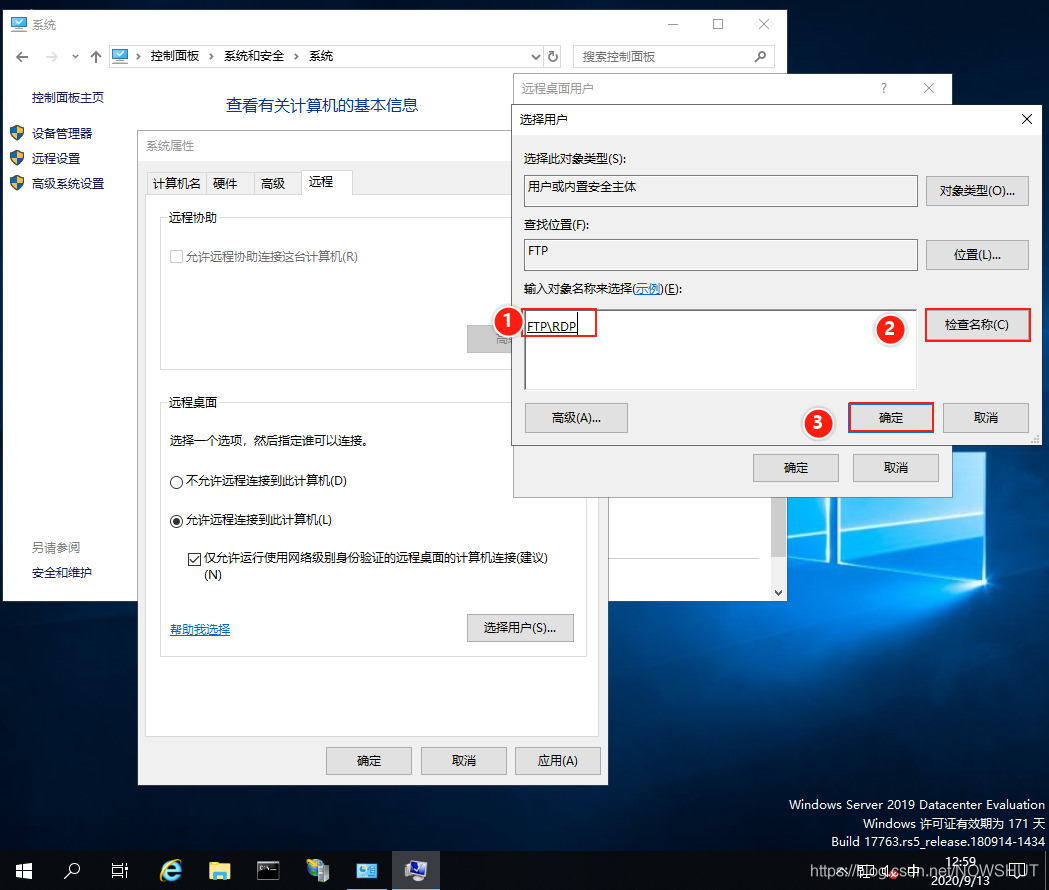 系统
控制面板 › 系统和安全 › 系统
搜索控制面板
控制面板主页
设备管理器
远程设置
高级系统设置
查看有关计算机的基本信息
另请参阅
安全和维护
系统属性
计算机名 硬件 高级 远程
远程协助
允许远程协助连接这台计算机(R)
远程桌面
选择一个选项，然后指定谁可以连接。
不允许远程连接到此计算机(D)
允许远程连接到此计算机(L)
仅允许运行使用网络级别身份验证的远程桌面的计算机连接(建议)
(N)
帮助我选择
选择用户(S)...
确定 取消 应用(A)
远程桌面用户 ?
确定 取消
选择用户
选择此对象类型(S):
用户或内置安全主体
对象类型(O)...
查找位置(F):
FTP
位置(L)...
输入对象名称来选择(示例)(E):
1 FTP\RDP
2 检查名称(C)
高级(A)...
3 确定 取消
Windows Server 2019 Datacenter Evaluation
Windows 许可证有效期为 171 天
Build 17763.rs5_release.180914-1434
中
12:59
2020/9/13